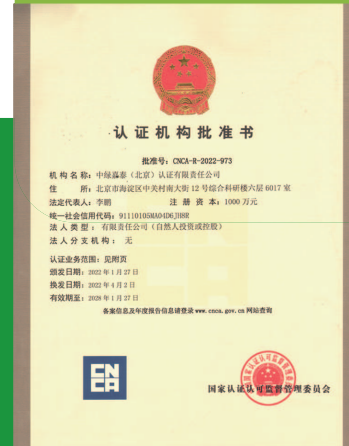 认证机构批准书
批准号：CNCA-R-2022-973
机构名称：中绿嬴泰（北京）认证有限责任公司
住 所：北京市海淀区中关村南大街12号综合科研楼六层6017室
法定代表人：李鹏 注册资本：1000万元
统一社会信用代码：91110105MA04D6JH8R
法人类型：有限责任公司（自然人投资或控股）
法人分支机构：无
认证业务范围：见附页
颁发日期：2022年1月27日
换发日期：2022年4月2日
有效期至：2028年1月27日
备案信息及年度报告信息请登录www.cnca.gov.cn网站查询
CNCA
国家认证认可监督管理委员会